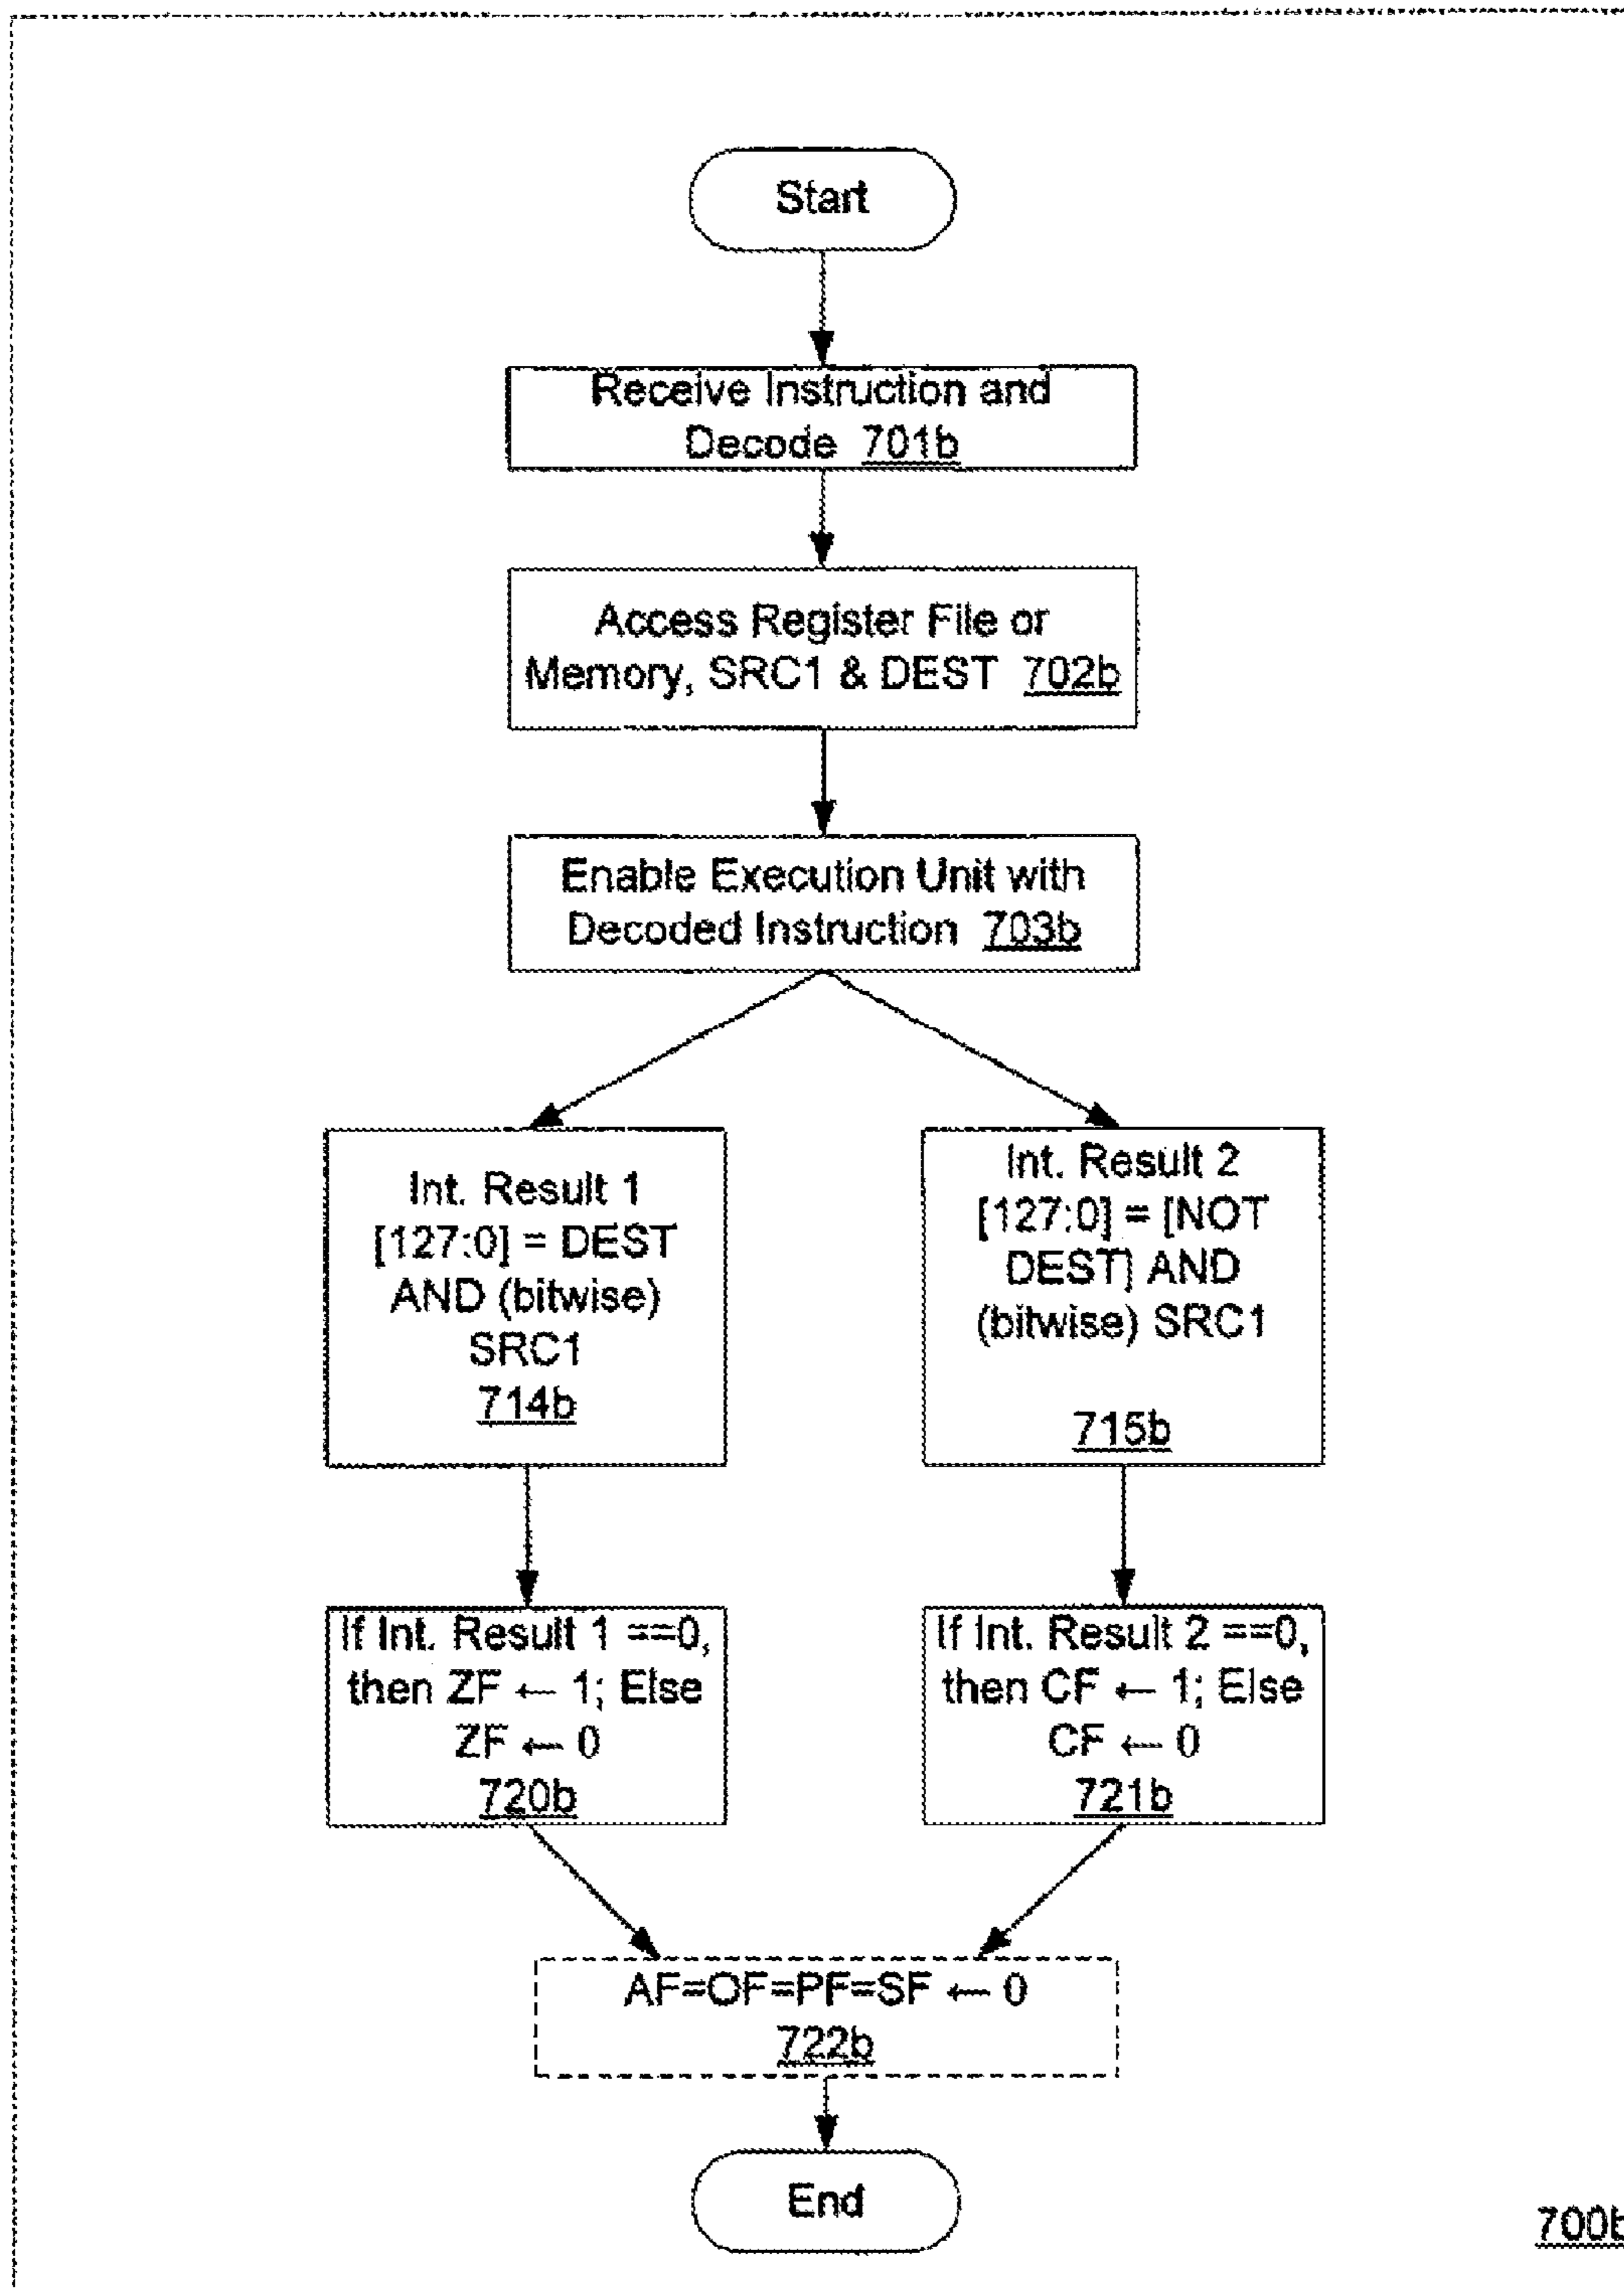 Start
Receive Instruction and
Decode 701b
Access Register File or
Memory, SRC1 & DEST 702b
Enable Execution Unit with
Decoded Instruction 703b
Int. Result 1
[127:0] = DEST
AND (bitwise)
SRC1
714b
Int. Result 2
[127:0] = [NOT
DEST] AND
(bitwise) SRC1
715b
If Int. Result 1 ==0,
then ZF ← 1; Else
ZF ← 0
720b
If Int. Result 2 ==0,
then CF ← 1; Else
CF ← 0
721b
AF=OF=PF=SF ← 0
722b
End
700b